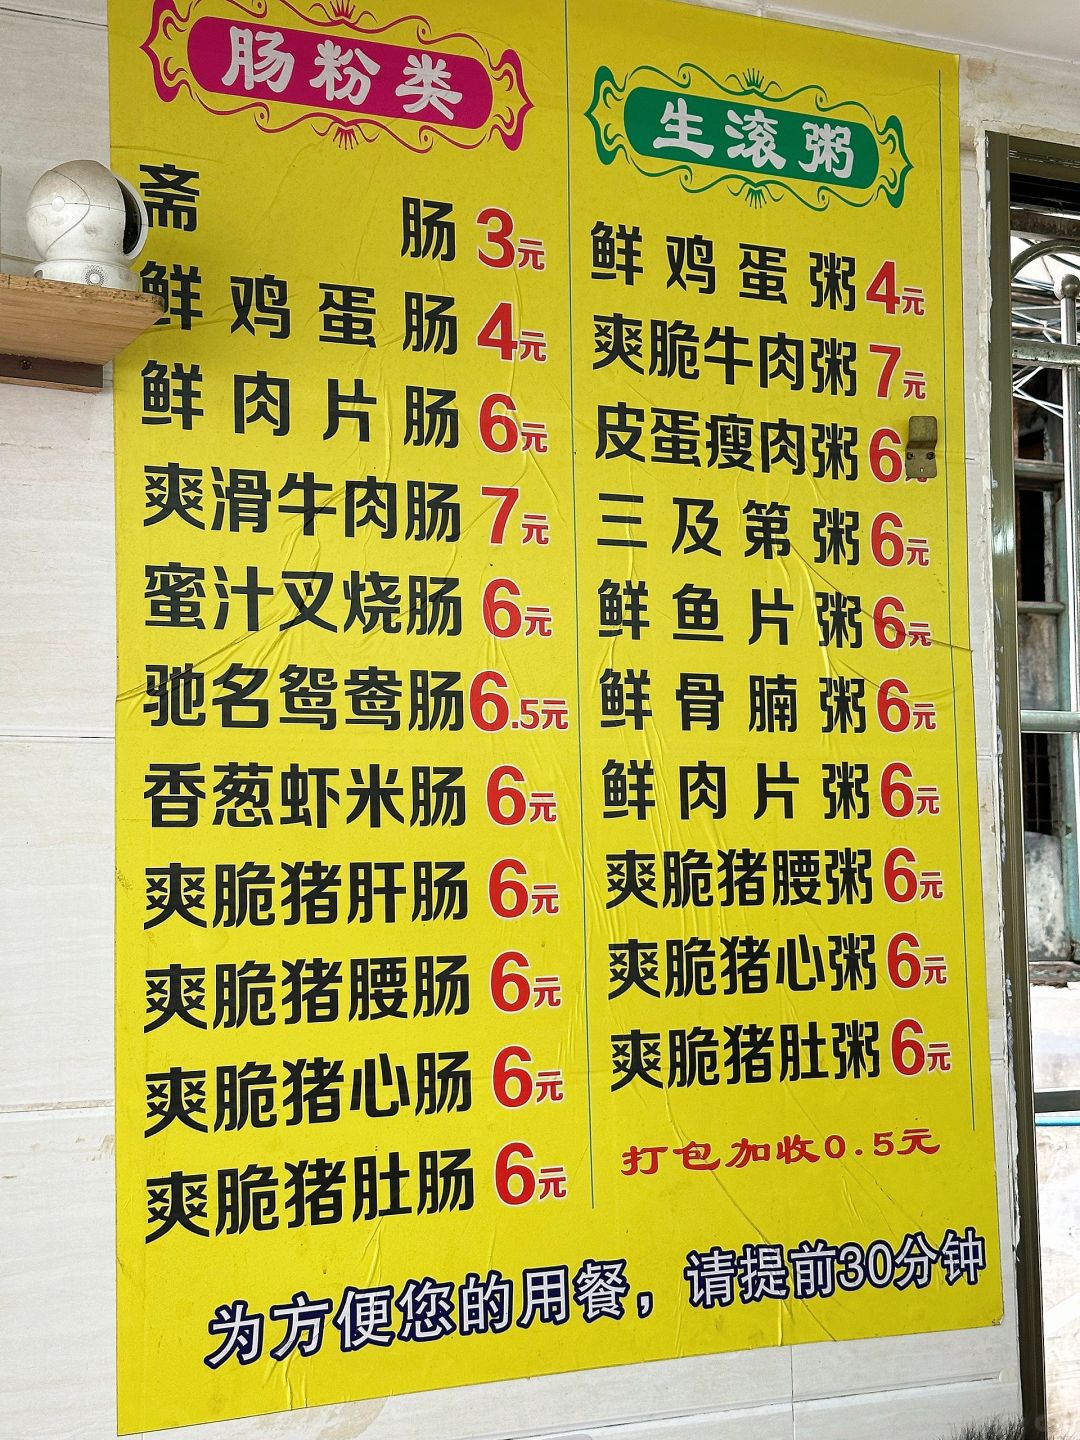 肠粉类
斋肠 3元
鲜鸡蛋肠 4元
鲜肉片肠 6元
爽滑牛肉肠 7元
蜜汁叉烧肠 6元
驰名鸳鸯肠 6.5元
香葱虾米肠 6元
爽脆猪肝肠 6元
爽脆猪腰肠 6元
爽脆猪心肠 6元
爽脆猪肚肠 6元
生滚粥
鲜鸡蛋粥 4元
爽脆牛肉粥 7元
皮蛋瘦肉粥 6元
三及第粥 6元
鲜鱼片粥 6元
鲜骨腩粥 6元
鲜肉片粥 6元
爽脆猪腰粥 6元
爽脆猪心粥 6元
爽脆猪肚粥 6元
打包加收0.5元
为方便您的用餐，请提前30分钟